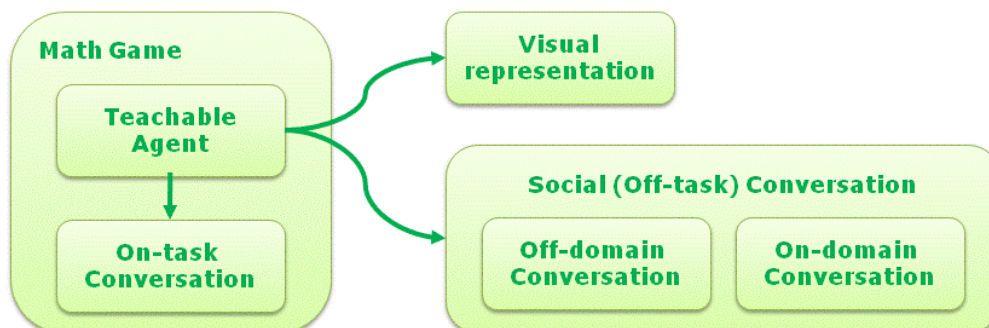 Math Game
Teachable
Agent
On-task
Conversation
Visual
representation
Social (Off-task) Conversation
Off-domain
Conversation
On-domain
Conversation